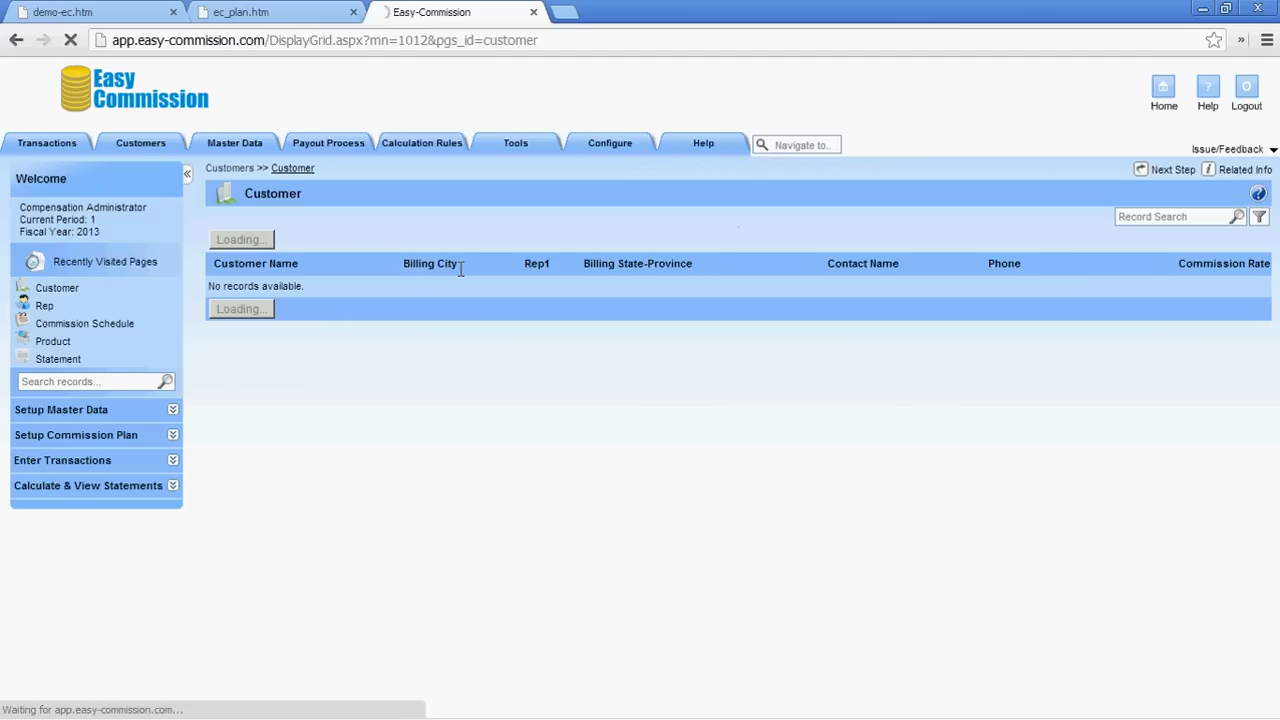 demo-ec.htm
ec_plan.htm
Easy-Commission
app.easy-commission.com/DisplayGrid.aspx?mn=1012&pgs_id=customer
Easy
Commission
Home
Help
Logout
Transactions
Customers
Master Data
Payout Process
Calculation Rules
Tools
Configure
Help
Navigate to..
Issue/Feedback
Welcome
Compensation Administrator
Current Period: 1
Fiscal Year: 2013
Recently Visited Pages
Customer
Rep
Commission Schedule
Product
Statement
Search records...
Setup Master Data
Setup Commission Plan
Enter Transactions
Calculate & View Statements
Customers >> Customer
Next Step
Related Info
Customer
Record Search
Loading...
Customer Name Billing City Rep1 Billing State-Province Contact Name Phone Commission Rate
No records available.
Loading...
Waiting for app.easy-commission.com...